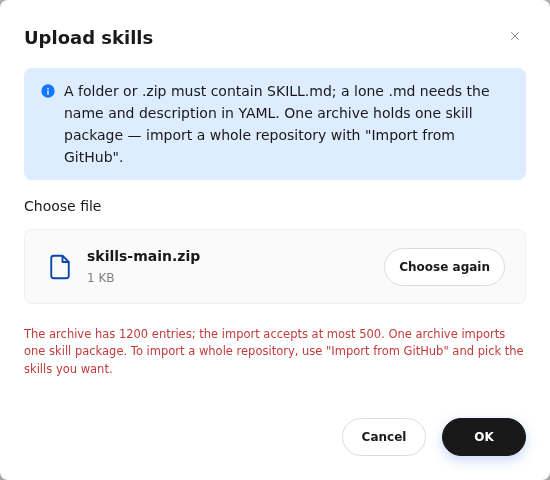 Upload skills
A folder or .zip must contain SKILL.md; a lone .md needs the
name and description in YAML. One archive holds one skill
package — import a whole repository with "Import from
GitHub".
Choose file
skills-main.zip
1 KB
Choose again
The archive has 1200 entries; the import accepts at most 500. One archive imports
one skill package. To import a whole repository, use "Import from GitHub" and pick the
skills you want.
Cancel
OK